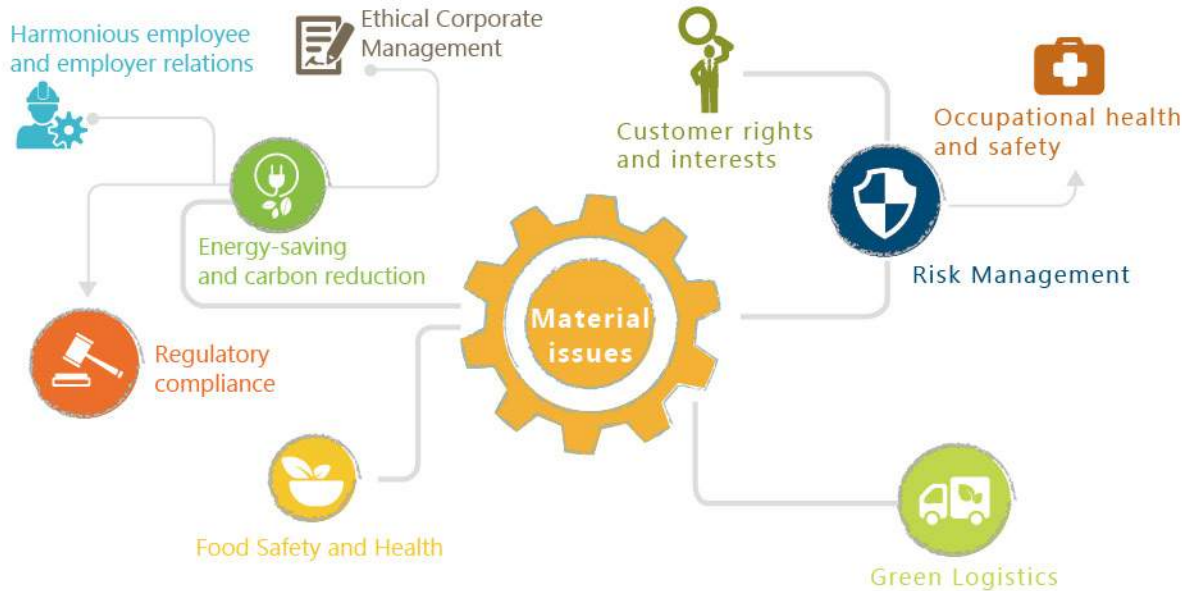 Harmonious employee
and employer relations
Ethical Corporate
Management
Customer rights
and interests
Occupational health
and safety
Energy-saving
and carbon reduction
Risk Management
Material
issues
Regulatory
compliance
Food Safety and Health
Green Logistics